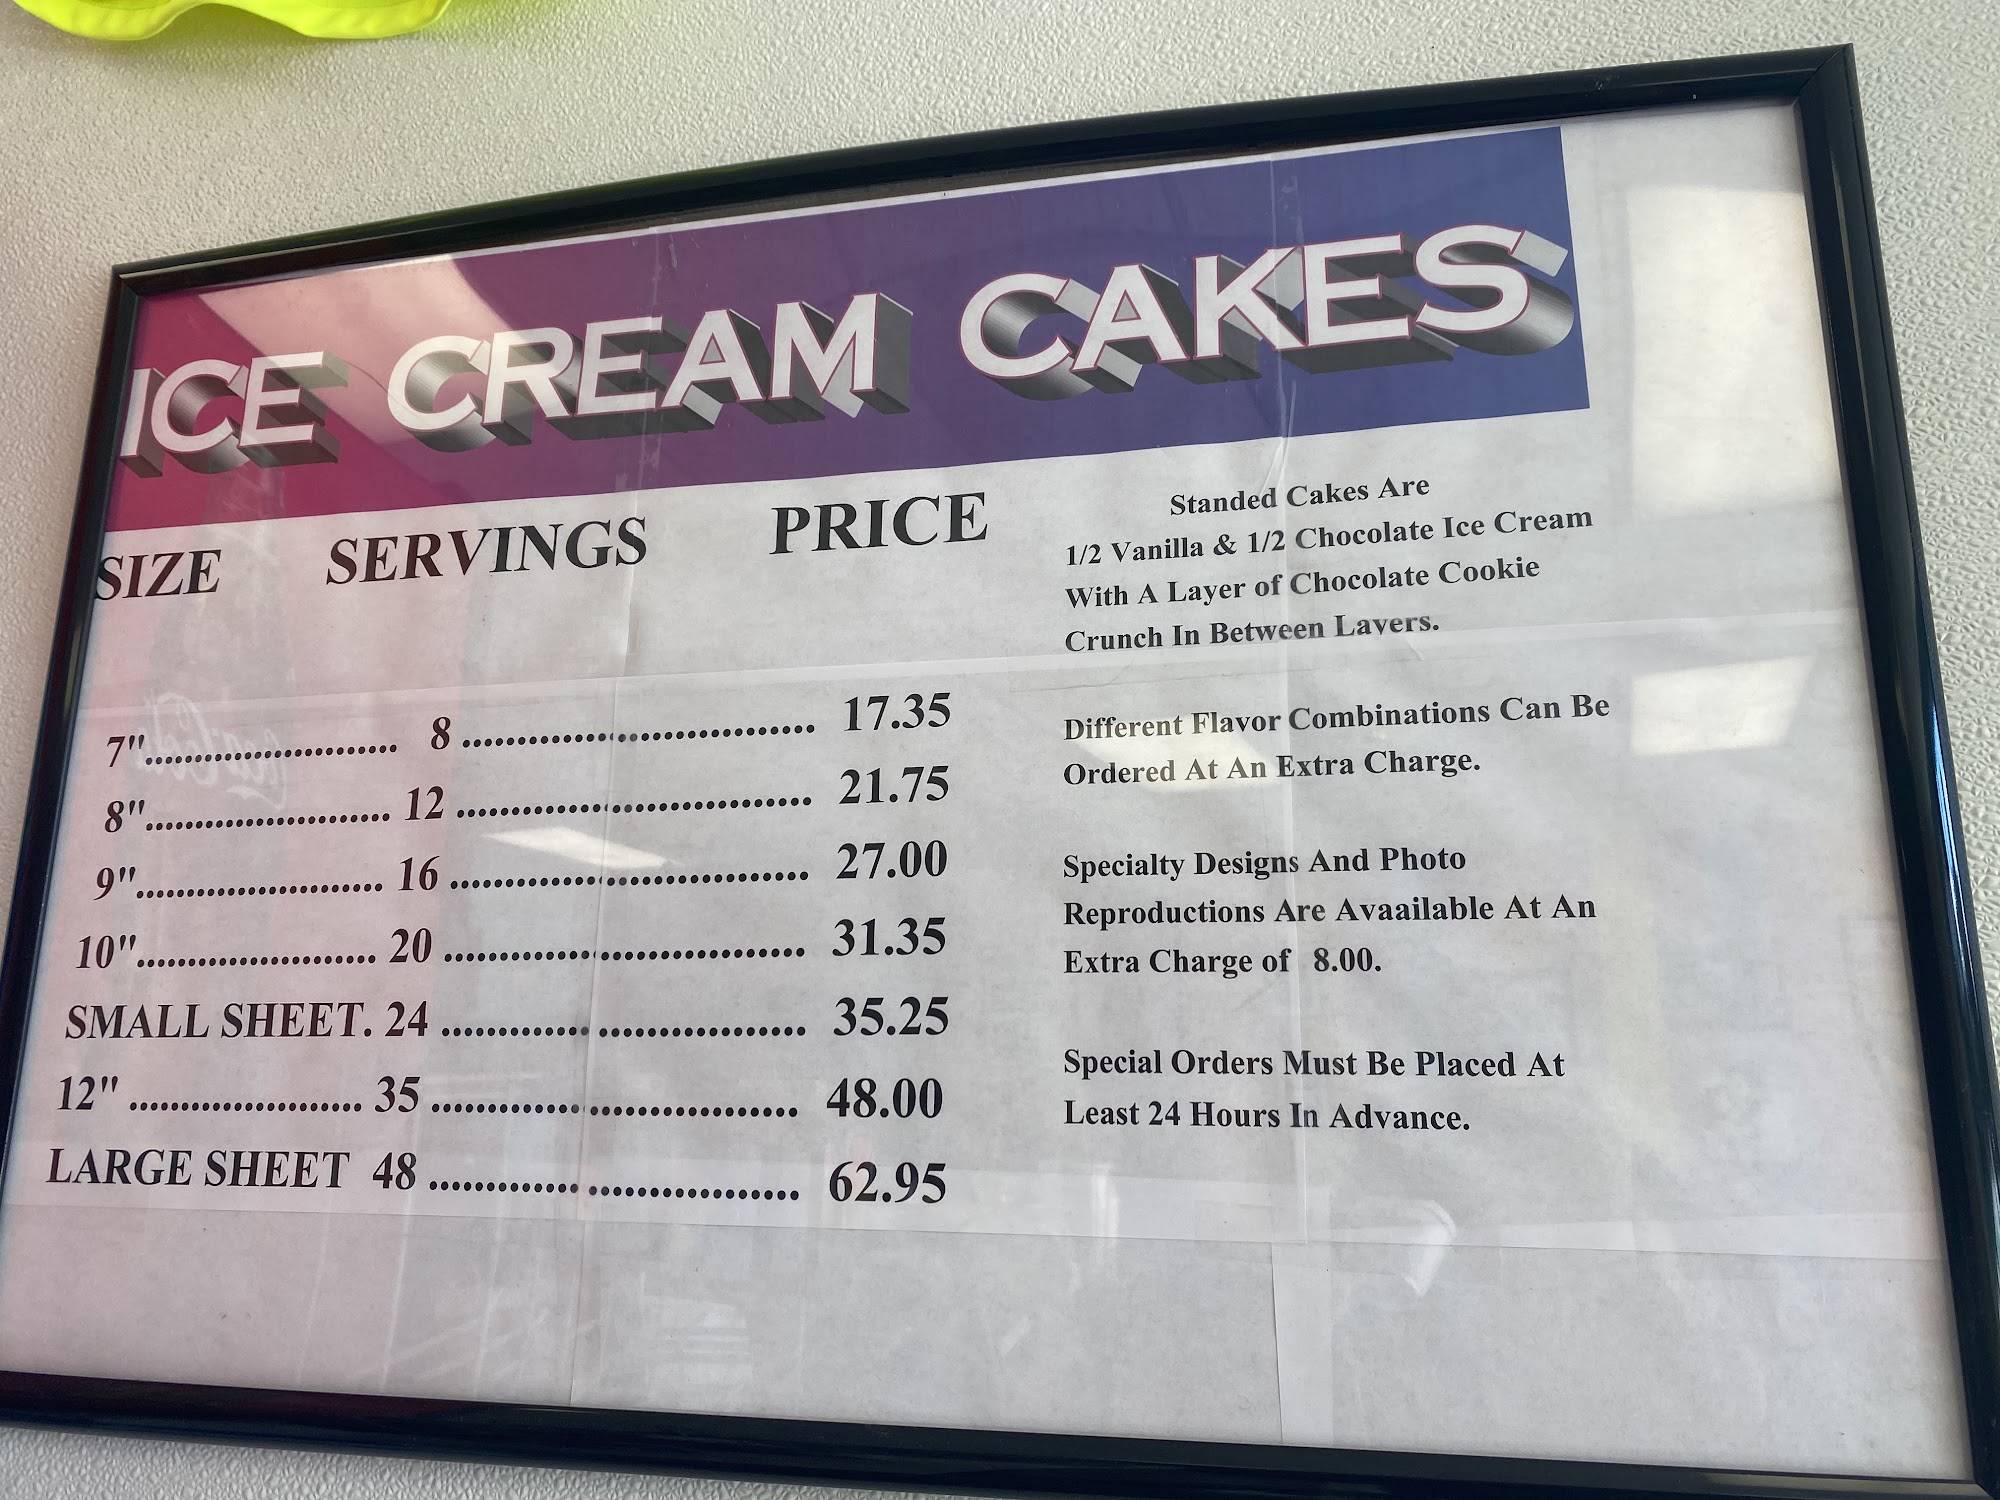 ICE CREAM CAKES
SIZE SERVINGS PRICE
7"........................ 8 ................................ 17.35
8"........................ 12 ................................ 21.75
9"........................ 16 ................................ 27.00
10"........................ 20 ................................ 31.35
SMALL SHEET. 24 ................................ 35.25
12" ....................... 35 ................................ 48.00
LARGE SHEET 48 ................................ 62.95
Standed Cakes Are
1/2 Vanilla & 1/2 Chocolate Ice Cream
With A Layer of Chocolate Cookie
Crunch In Between Layers.
Different Flavor Combinations Can Be
Ordered At An Extra Charge.
Specialty Designs And Photo
Reproductions Are Avaailable At An
Extra Charge of 8.00.
Special Orders Must Be Placed At
Least 24 Hours In Advance.